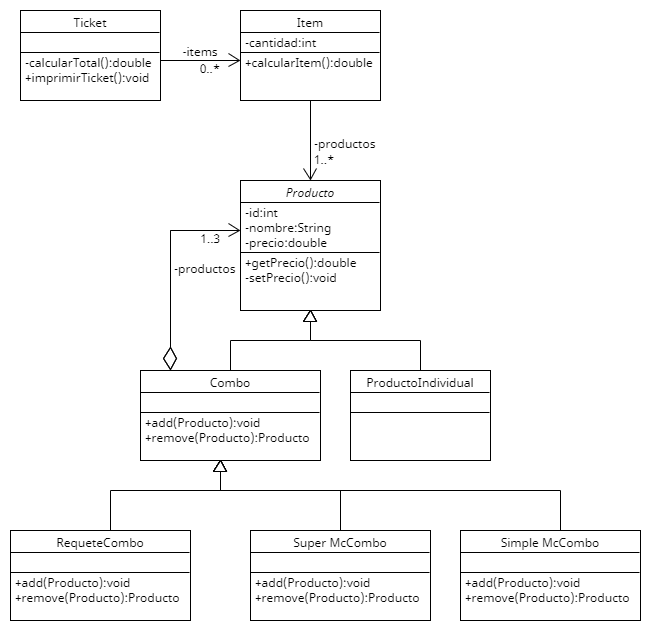 Ticket
-calcularTotal():double
+imprimirTicket():void
-items
0..*
Item
-cantidad:int
+calcularItem():double
-productos
1..*
Producto
-id:int
-nombre:String
-precio:double
+getPrecio():double
-setPrecio():void
1..3
-productos
Combo
+add(Producto):void
+remove(Producto):Producto
ProductoIndividual
RequeteCombo
+add(Producto):void
+remove(Producto):Producto
Super McCombo
+add(Producto):void
+remove(Producto):Producto
Simple McCombo
+add(Producto):void
+remove(Producto):Producto